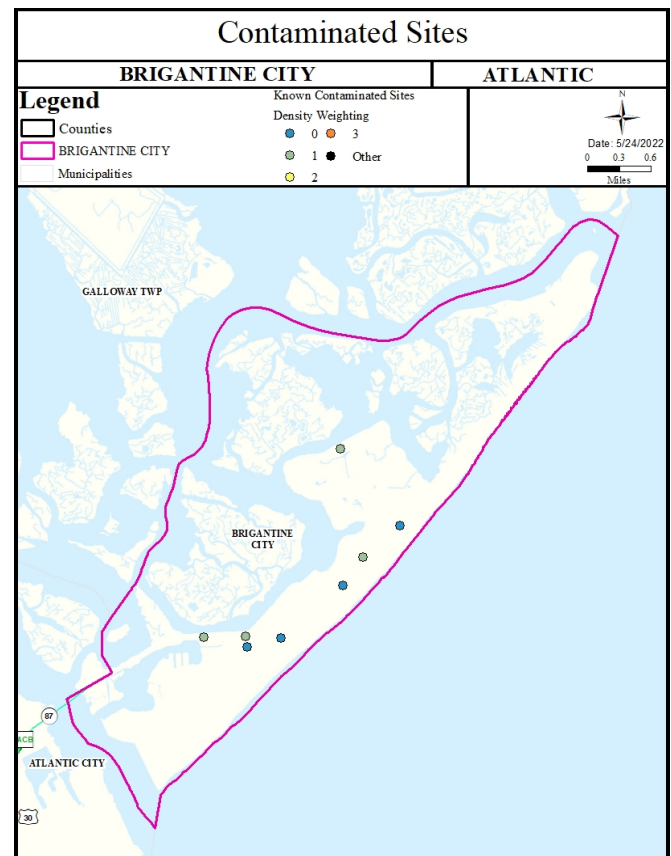 Contaminated Sites
BRIGANTINE CITY
ATLANTIC
Legend
Counties
BRIGANTINE CITY
Municipalities
Known Contaminated Sites
Density Weighting
0 3
1 Other
2
N
Date: 5/24/2022
0 0.3 0.6
Miles
GALLOWAY TWP
BRIGANTINE
CITY
87
ACB
ATLANTIC CITY
30